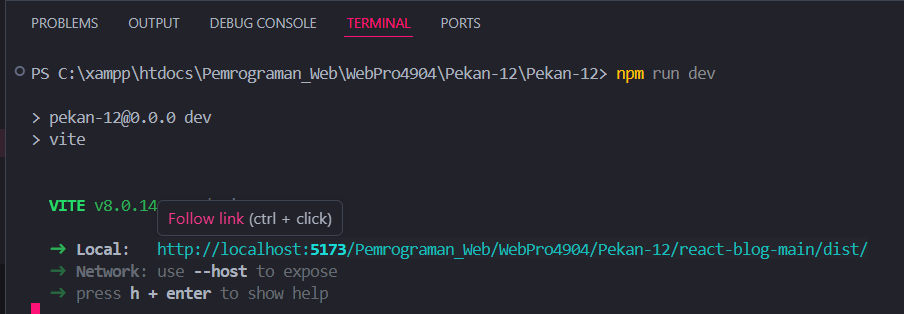 PROBLEMS OUTPUT DEBUG CONSOLE TERMINAL PORTS
PS C:\xampp\htdocs\Pemrograman_Web\WebPro4904\Pekan-12\Pekan-12> npm run dev
> pekan-12@0.0.0 dev
> vite
VITE v8.0.14
Follow link (ctrl + click)
➜ Local: http://localhost:5173/Pemrograman_Web/WebPro4904/Pekan-12/react-blog-main/dist/
➜ Network: use --host to expose
➜ press h + enter to show help